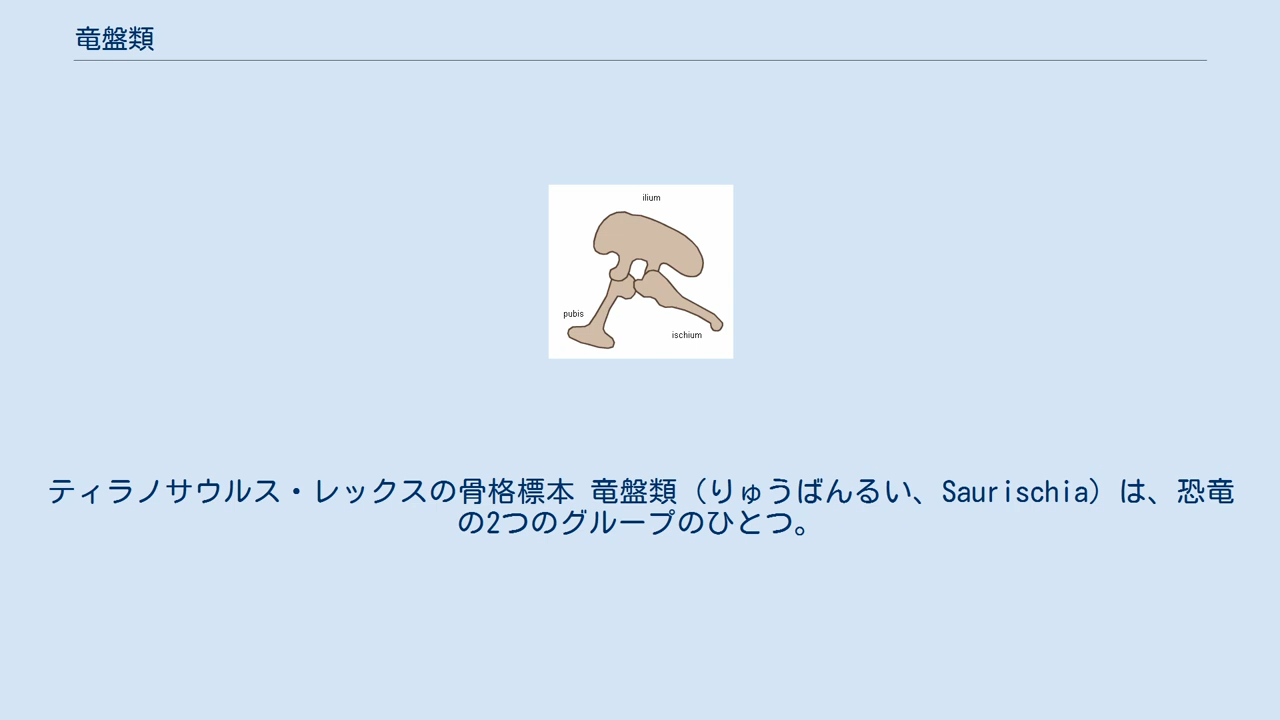 竜盤類
ilium
pubis
ischium
ティラノサウルス・レックスの骨格標本 竜盤類（りゅうばんるい、Saurischia）は、恐竜
の2つのグループのひとつ。